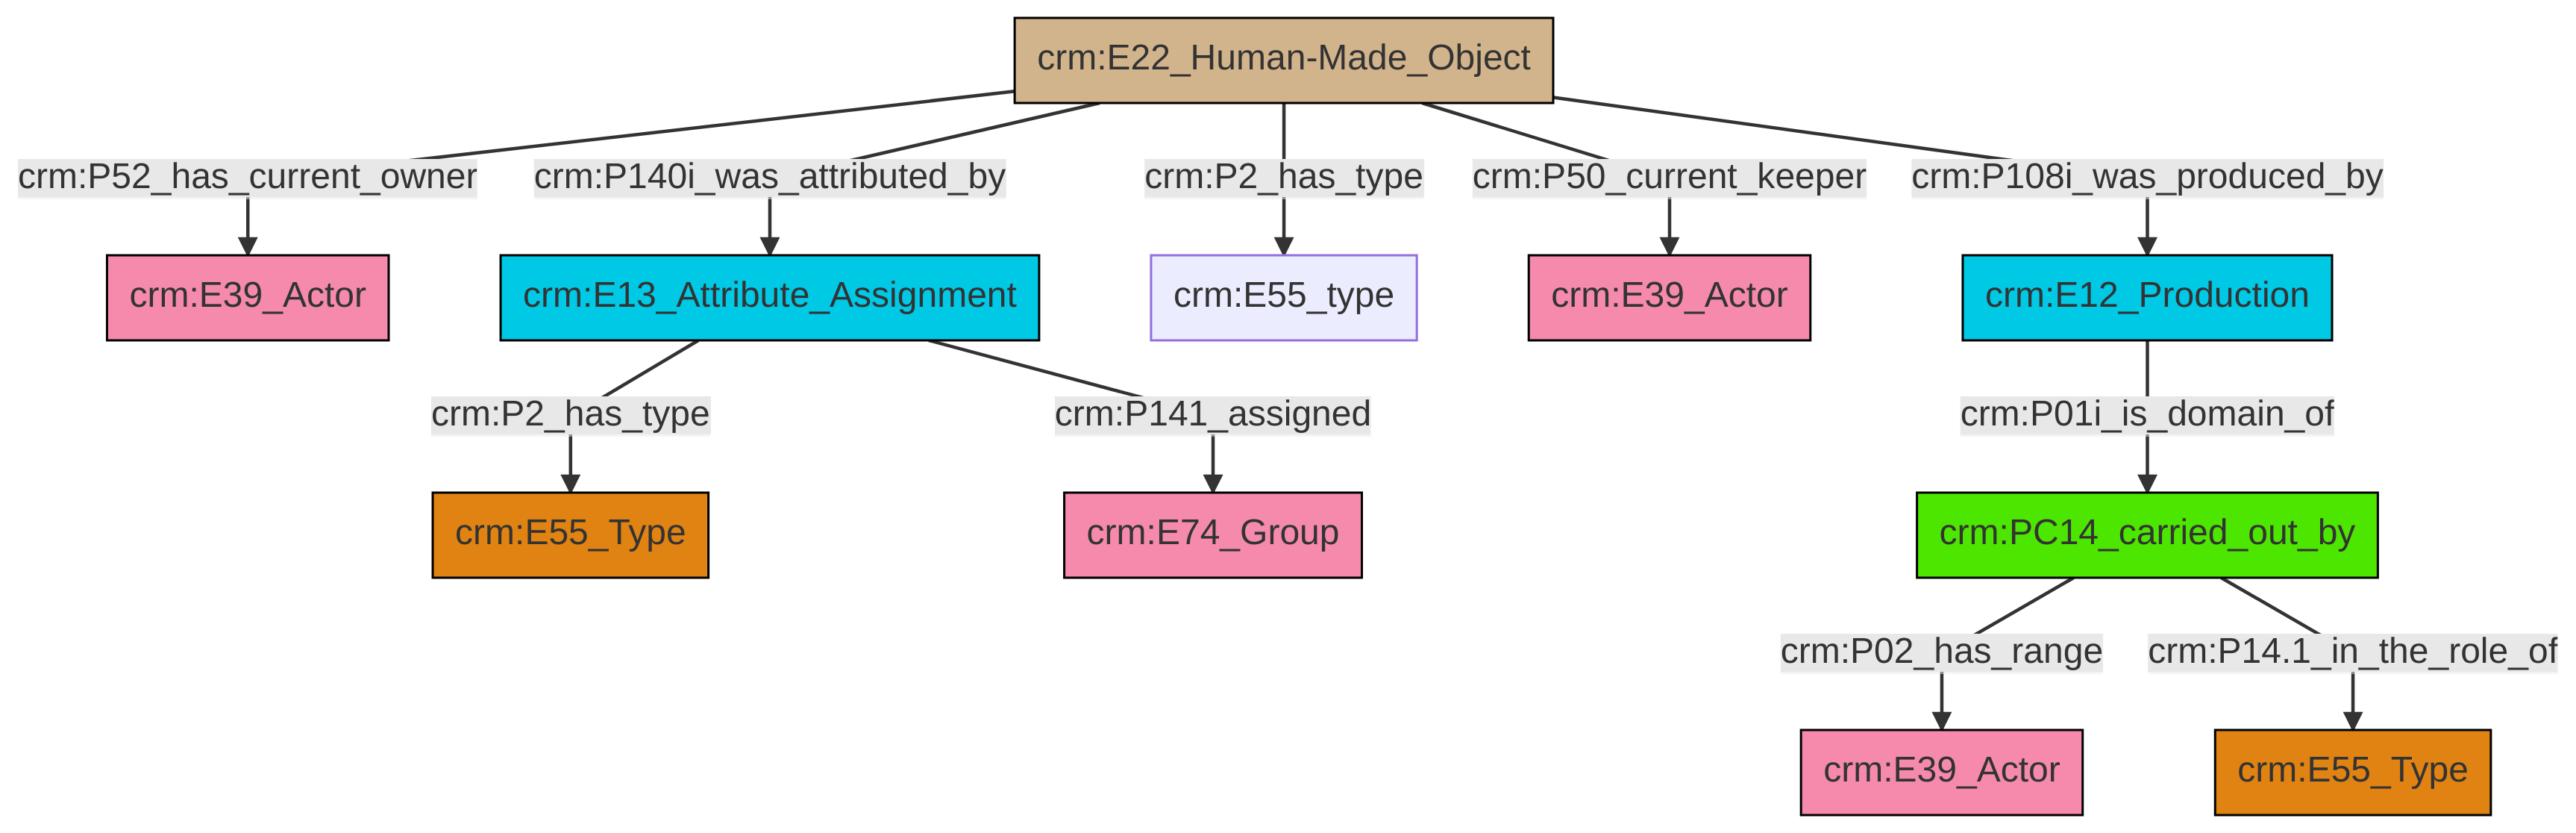 crm:E22_Human-Made_Object
crm:P52_has_current_owner
crm:P140i_was_attributed_by
crm:P2_has_type
crm:P50_current_keeper
crm:P108i_was_produced_by
crm:E39_Actor
crm:E13_Attribute_Assignment
crm:E55_type
crm:E39_Actor
crm:E12_Production
crm:P2_has_type
crm:P141_assigned
crm:P01i_is_domain_of
crm:E55_Type
crm:E74_Group
crm:PC14_carried_out_by
crm:P02_has_range
crm:P14.1_in_the_role_of
crm:E39_Actor
crm:E55_Type